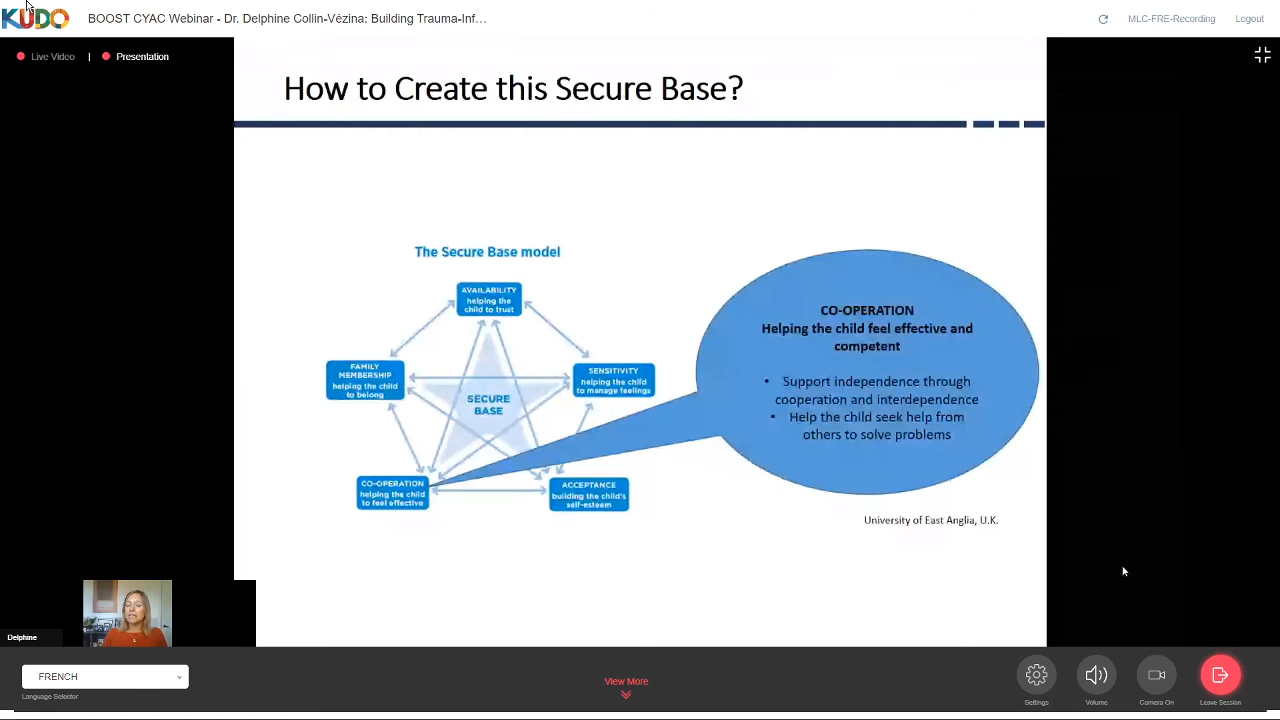 KUDO
BOOST CYAC Webinar - Dr. Delphine Collin-Vézina: Building Trauma-Inf...
MLC-FRE-Recording
Logout
Live Video | Presentation
How to Create this Secure Base?
The Secure Base model
AVAILABILITY
helping the
child to trust
FAMILY
MEMBERSHIP
helping the child
to belong
SENSITIVITY
helping the child
to manage feelings
SECURE
BASE
CO-OPERATION
helping the child
to feel effective
ACCEPTANCE
building the child's
self-esteem
CO-OPERATION
Helping the child feel effective and
competent
• Support independence through
cooperation and interdependence
• Help the child seek help from
others to solve problems
University of East Anglia, U.K.
Delphine
FRENCH
Language Selector
View More
Settings
Volume
Camera On
Leave Session